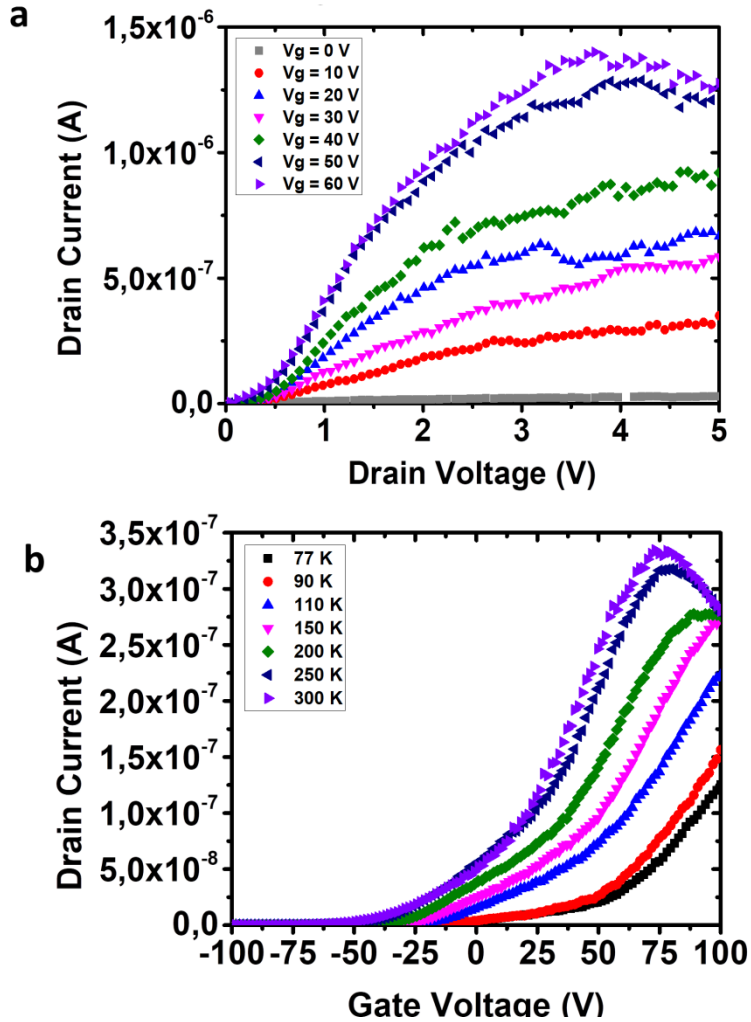 a
1,5x10-6
1,0x10-6
5,0x10-7
0,0
Drain Current (A)
Vg = 0 V
Vg = 10 V
Vg = 20 V
Vg = 30 V
Vg = 40 V
Vg = 50 V
Vg = 60 V
0 1 2 3 4 5
Drain Voltage (V)
b
3,5x10-7
3,0x10-7
2,5x10-7
2,0x10-7
1,5x10-7
1,0x10-7
5,0x10-8
0,0
Drain Current (A)
77 K
90 K
110 K
150 K
200 K
250 K
300 K
-100 -75 -50 -25 0 25 50 75 100
Gate Voltage (V)